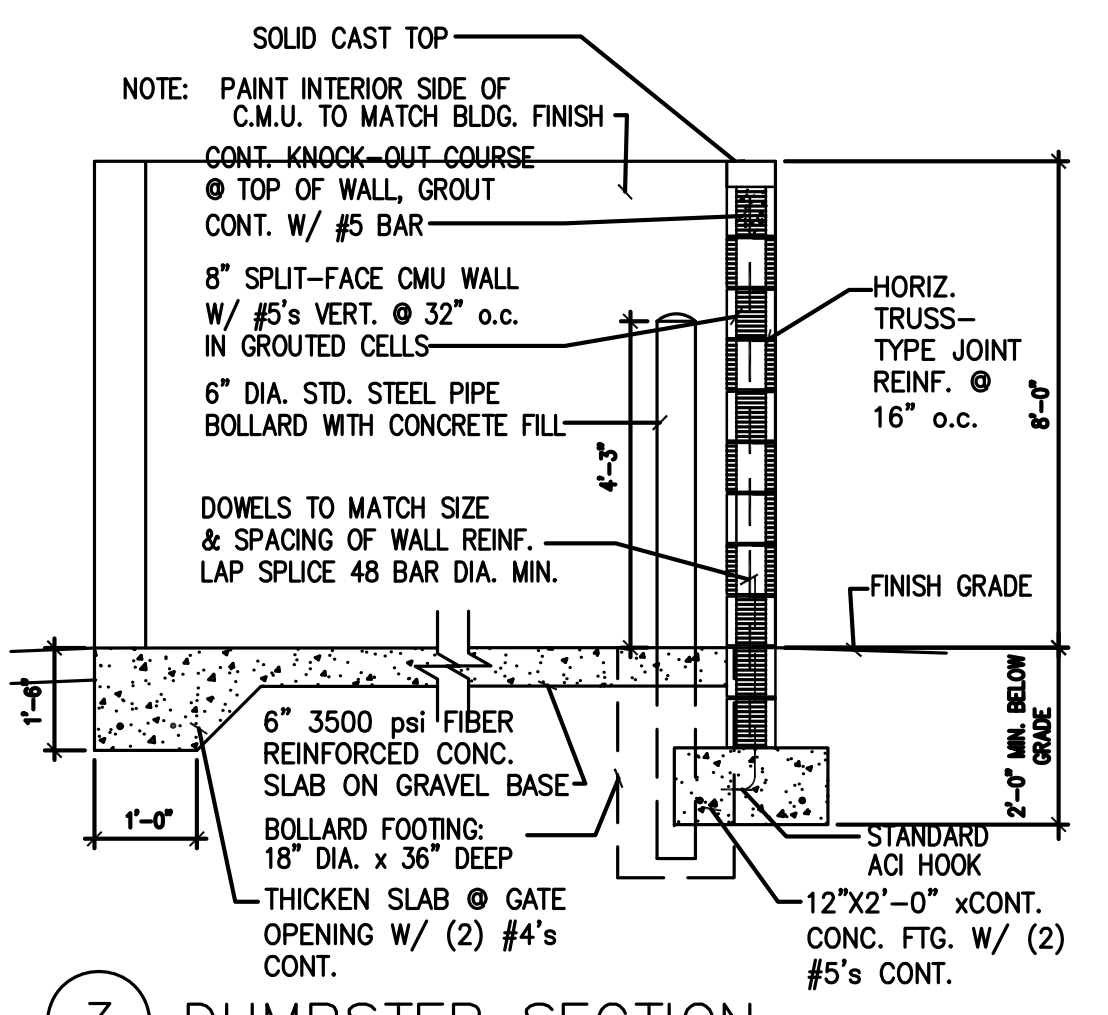 SOLID CAST TOP
NOTE: PAINT INTERIOR SIDE OF
C.M.U. TO MATCH BLDG. FINISH
CONT. KNOCK-OUT COURSE
@ TOP OF WALL, GROUT
CONT. W/ #5 BAR
8" SPLIT-FACE CMU WALL
W/ #5's VERT. @ 32" o.c.
IN GROUTED CELLS
6" DIA. STD. STEEL PIPE
BOLLARD WITH CONCRETE FILL
4'-3"
HORIZ.
TRUSS-
TYPE JOINT
REINF. @
16" o.c.
8'-0"
DOWELS TO MATCH SIZE
& SPACING OF WALL REINF.
LAP SPLICE 48 BAR DIA. MIN.
FINISH GRADE
1'-6"
1'-0"
2'-0" MIN. BELOW
GRADE
6" 3500 psi FIBER
REINFORCED CONC.
SLAB ON GRAVEL BASE
BOLLARD FOOTING:
18" DIA. x 36" DEEP
THICKEN SLAB @ GATE
OPENING W/ (2) #4's
CONT.
STANDARD
ACI HOOK
12"X2'-0" xCONT.
CONC. FTG. W/ (2)
#5's CONT.
DUMPSTER SECTION